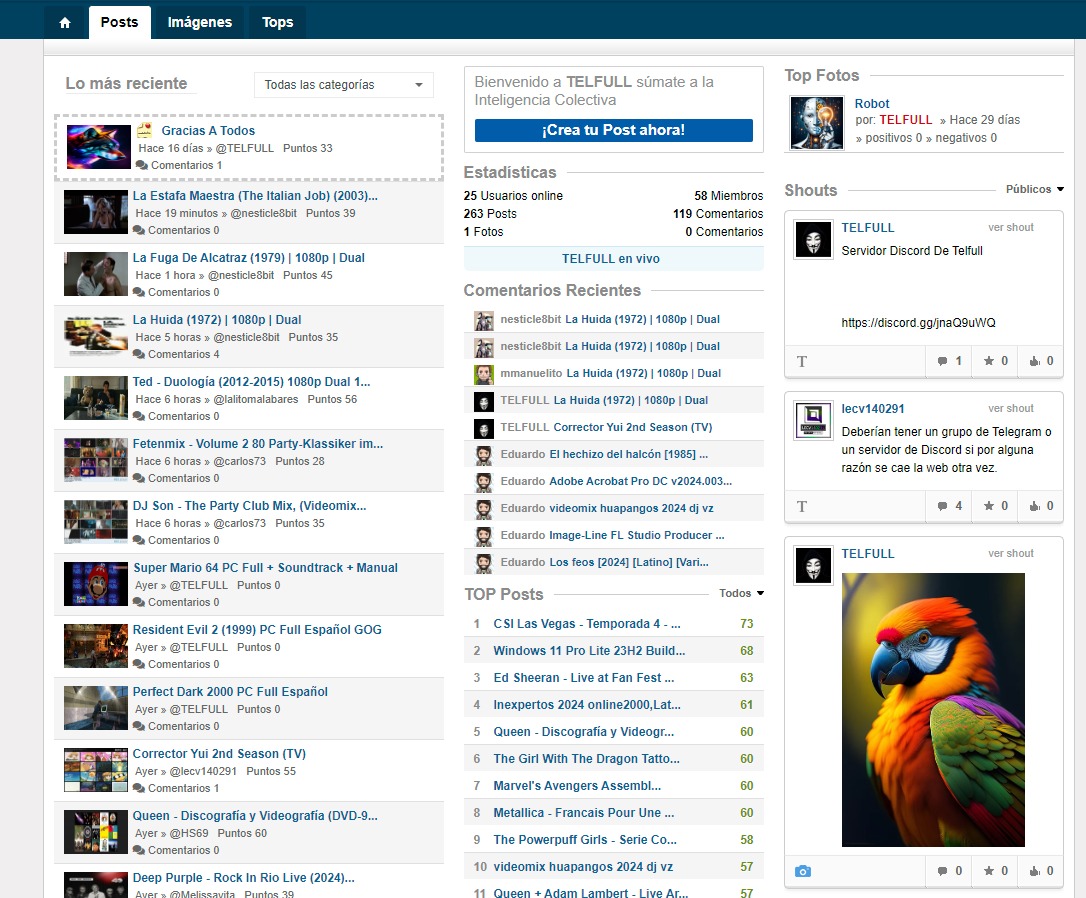 Posts
Imágenes
Tops
Lo más reciente
Todas las categorías
Gracias A Todos
Hace 16 días » @TELFULL Puntos 33
Comentarios 1
La Estafa Maestra (The Italian Job) (2003)...
Hace 19 minutos » @nesticle8bit Puntos 39
Comentarios 0
La Fuga De Alcatraz (1979) | 1080p | Dual
Hace 1 hora » @nesticle8bit Puntos 45
Comentarios 0
La Huida (1972) | 1080p | Dual
Hace 5 horas » @nesticle8bit Puntos 35
Comentarios 4
Ted - Duología (2012-2015) 1080p Dual 1...
Hace 6 horas » @lalitomalabares Puntos 56
Comentarios 0
Fetenmix - Volumen 2 80 Party-Klassiker im...
Hace 6 horas » @carlos73 Puntos 28
Comentarios 0
DJ Son - The Party Club Mix, (Videomix...
Hace 6 horas » @carlos73 Puntos 35
Comentarios 0
Super Mario 64 PC Full + Soundtrack + Manual
Ayer » @TELFULL Puntos 0
Comentarios 0
Resident Evil 2 (1999) PC Full Español GOG
Ayer » @TELFULL Puntos 0
Comentarios 0
Perfect Dark 2000 PC Full Español
Ayer » @TELFULL Puntos 0
Comentarios 0
Corrector Yui 2nd Season (TV)
Ayer » @lecv140291 Puntos 55
Comentarios 1
Queen - Discografía y Videografía (DVD-9...
Ayer » @HS69 Puntos 60
Comentarios 0
Deep Purple - Rock In Rio Live (2024)...
Ayer » @Melissavita Puntos 39
Bienvenido a TELFULL súmate a la
Inteligencia Colectiva
¡Crea tu Post ahora!
Estadísticas
25 Usuarios online 58 Miembros
263 Posts 119 Comentarios
1 Fotos 0 Comentarios
TELFULL en vivo
Comentarios Recientes
nesticle8bit La Huida (1972) | 1080p | Dual
nesticle8bit La Huida (1972) | 1080p | Dual
mmanuelito La Huida (1972) | 1080p | Dual
TELFULL La Huida (1972) | 1080p | Dual
TELFULL Corrector Yui 2nd Season (TV)
Eduardo El hechizo del halcón [1985] ...
Eduardo Adobe Acrobat Pro DC v2024.003...
Eduardo videomix huapangos 2024 dj vz
Eduardo Image-Line FL Studio Producer ...
Eduardo Los feos [2024] [Latino] [Vari...
TOP Posts Todos
1 CSI Las Vegas - Temporada 4 - ... 73
2 Windows 11 Pro Lite 23H2 Build... 68
3 Ed Sheeran - Live at Fan Fest ... 63
4 Inexpertos 2024 online2000,Lat... 61
5 Queen - Discografía y Videogr... 60
6 The Girl With The Dragon Tatto... 60
7 Marvel's Avengers Assembl... 60
8 Metallica - Francais Pour Une ... 60
9 The Powerpuff Girls - Serie Co... 58
10 videomix huapangos 2024 dj vz 57
11 Queen + Adam Lambert - Live Ar... 57
Top Fotos
Robot
por: TELFULL » Hace 29 días
» positivos 0 » negativos 0
Shouts Públicos
TELFULL ver shout
Servidor Discord De Telfull
https://discord.gg/jnaQ9uWQ
T 1 0 0
lecv140291 ver shout
Deberían tener un grupo de Telegram o
un servidor de Discord si por alguna
razón se cae la web otra vez.
T 4 0 0
TELFULL ver shout
0 0 0